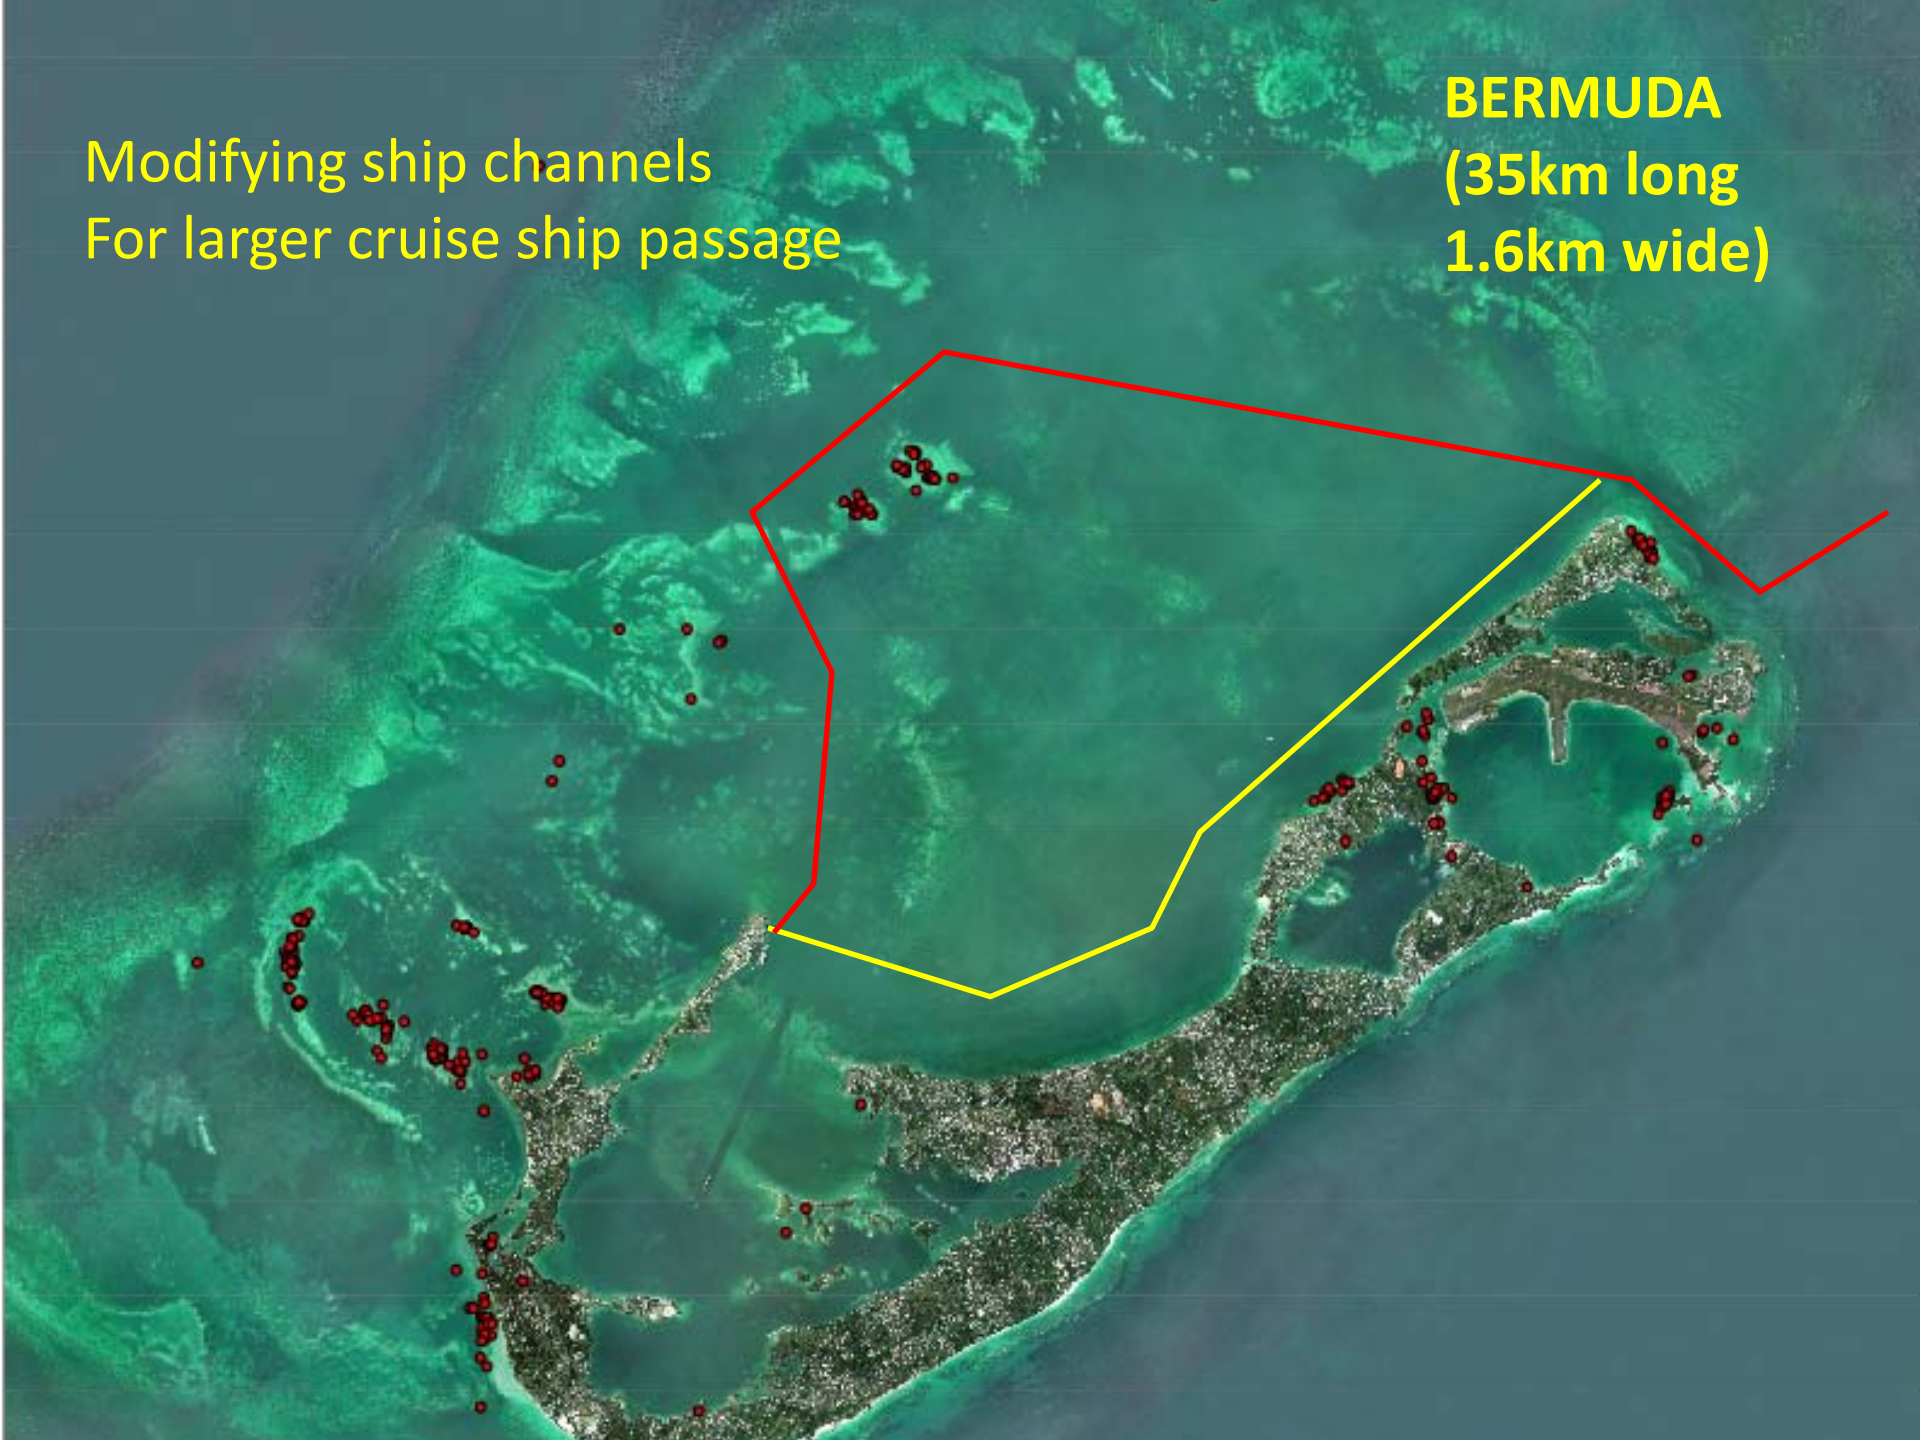 Modifying ship channels
For larger cruise ship passage
BERMUDA
(35km long
1.6km wide)